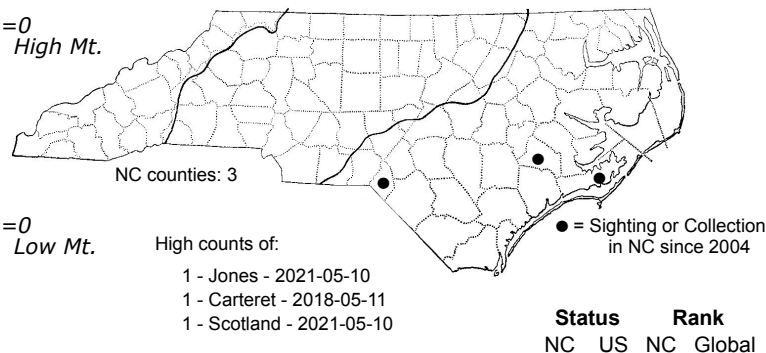 =0
High Mt.
NC counties: 3
=0
Low Mt.
High counts of:
1 - Jones - 2021-05-10
1 - Carteret - 2018-05-11
1 - Scotland - 2021-05-10
● = Sighting or Collection
in NC since 2004
Status Rank
NC US NC Global